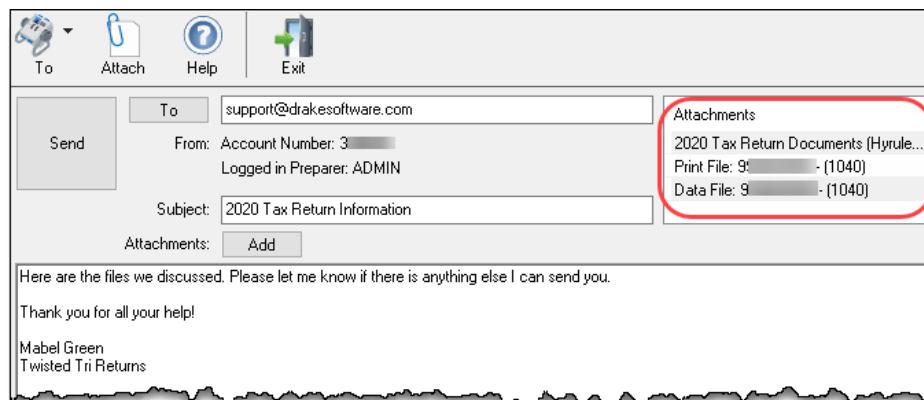 To Attach Help Exit
Send
To support@drakesoftware.com
From: Account Number: 3
Logged in Preparer: ADMIN
Subject: 2020 Tax Return Information
Attachments: Add
Attachments
2020 Tax Return Documents (Hyrule...
Print File: 9 - (1040)
Data File: 9 - (1040)
Here are the files we discussed. Please let me know if there is anything else I can send you.
Thank you for all your help!
Mabel Green
Twisted Tri Returns